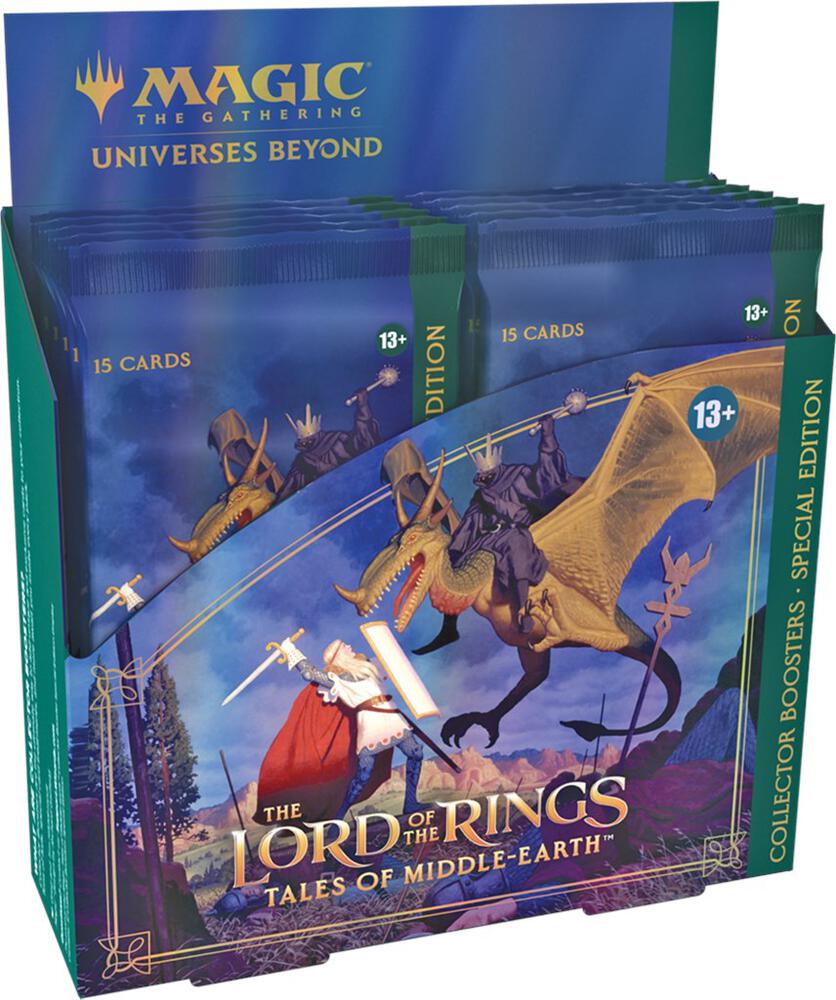 MAGIC
THE GATHERING
UNIVERSES BEYOND
15 CARDS
13+
DITION
15 CARDS
13+
ON
13+
COLLECTOR BOOSTERS · SPECIAL EDITION
THE
LORD OF THE RINGS
TALES OF MIDDLE-EARTH™